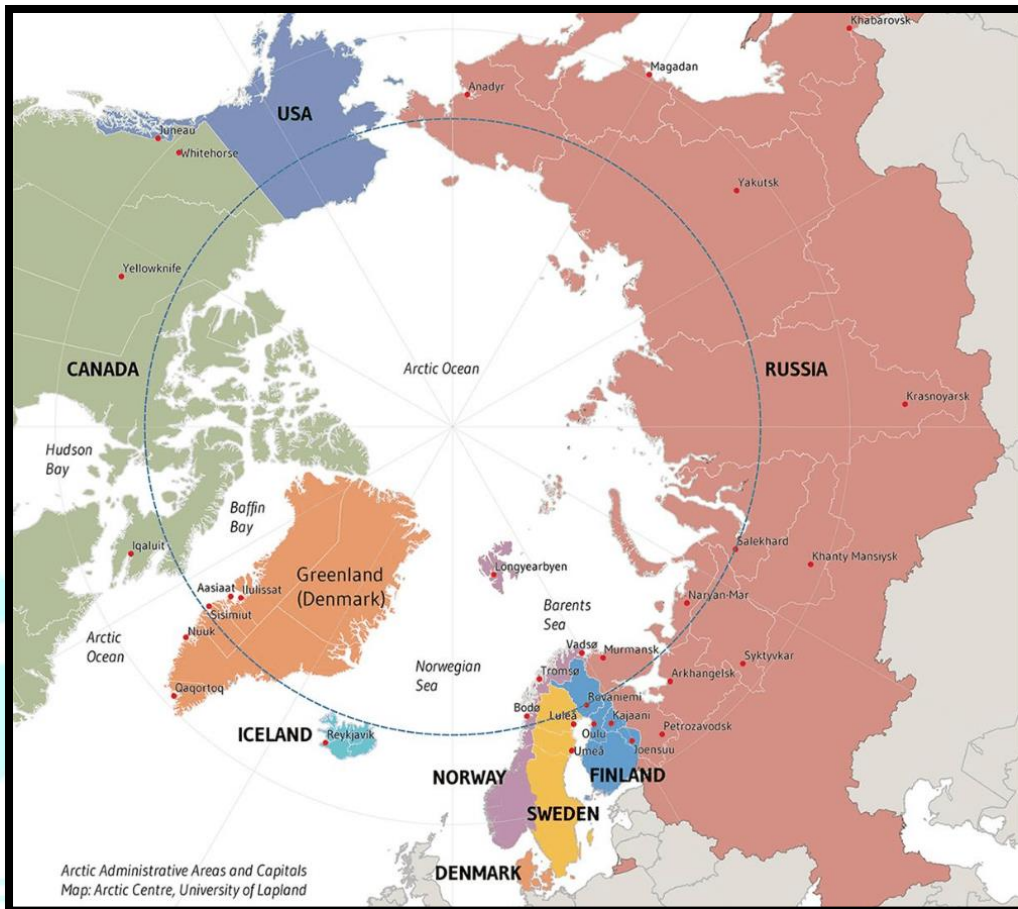 Khabarovsk
Magadan
Anadyr
USA
Juneau
Whitehorse
Yakutsk
Yellowknife
CANADA
Arctic Ocean
RUSSIA
Krasnoyarsk
Hudson
Bay
Baffin
Bay
Iqaluit
Salekhard
Khanty Mansiysk
Longyearbyen
Greenland
(Denmark)
Aasiaat
Ilulissat
Sisimiut
Naryan-Mar
Barents
Sea
Nuuk
Arctic
Ocean
Vadsø
Murmansk
Syktyvkar
Norwegian
Sea
Tromsø
Arkhangelsk
Qaqortoq
Rovaniemi
Bodø
Luleå
Kajaani
ICELAND
Reykjavik
Oulu
Petrozavodsk
Umeå
Joensuu
NORWAY
FINLAND
SWEDEN
DENMARK
Arctic Administrative Areas and Capitals
Map: Arctic Centre, University of Lapland